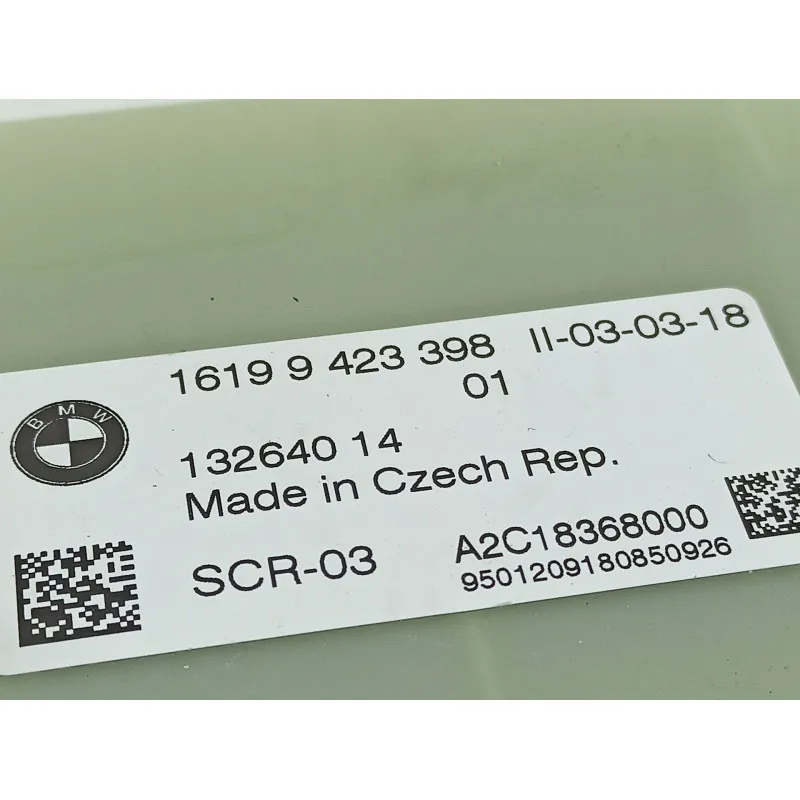 1619 9 423 398 II-03-03-18
01
BMW
132640 14
Made in Czech Rep.
SCR-03 A2C18368000
9501209180850926